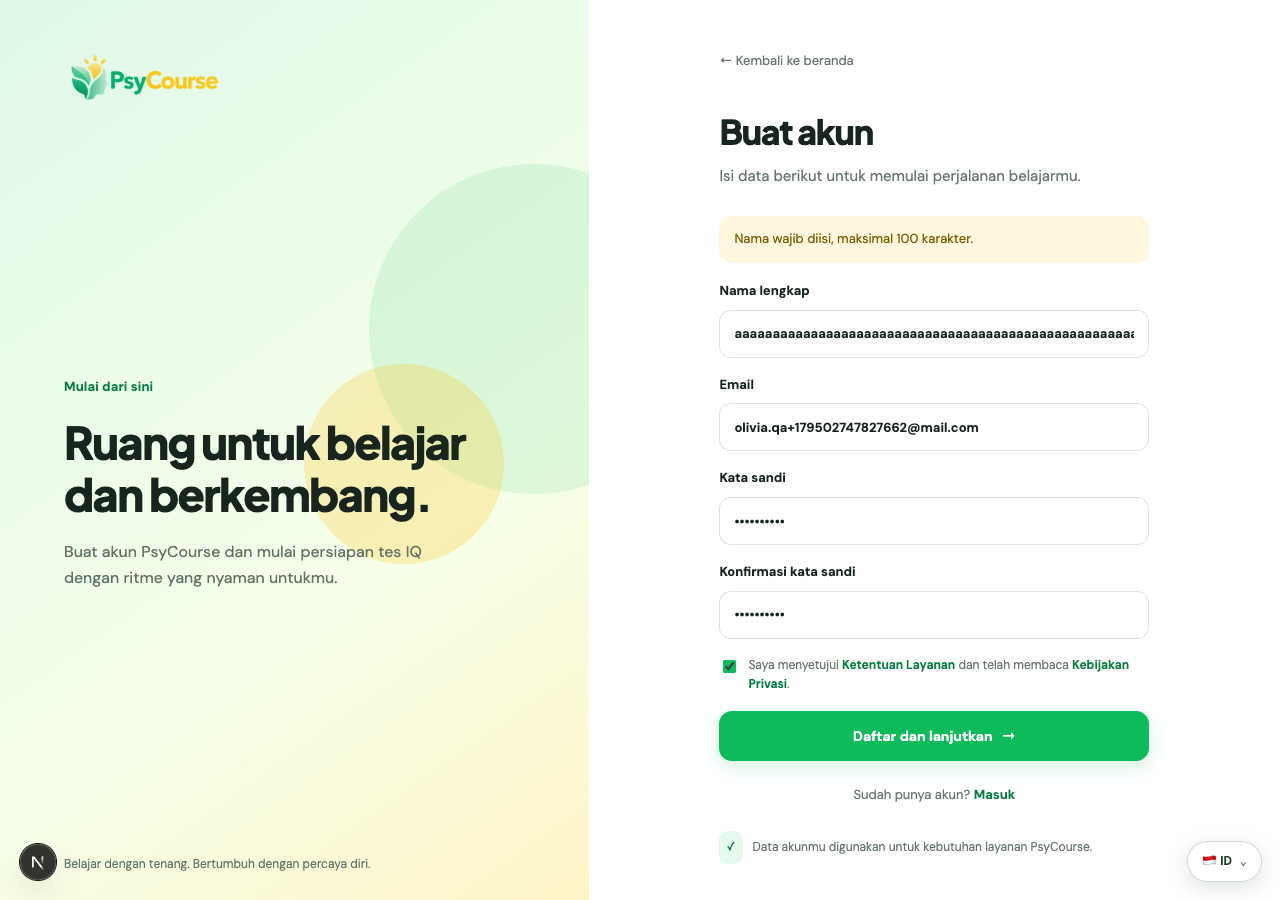 PsyCourse
Mulai dari sini
Ruang untuk belajar
dan berkembang.
Buat akun PsyCourse dan mulai persiapan tes IQ
dengan ritme yang nyaman untukmu.
N
Belajar dengan tenang. Bertumbuh dengan percaya diri.
← Kembali ke beranda
Buat akun
Isi data berikut untuk memulai perjalanan belajarmu.
Nama wajib diisi, maksimal 100 karakter.
Nama lengkap
aaaaaaaaaaaaaaaaaaaaaaaaaaaaaaaaaaaaaaaaaaaaaaaaaaaaa
Email
olivia.qa+179502747827662@mail.com
Kata sandi
••••••••••
Konfirmasi kata sandi
••••••••••
Saya menyetujui Ketentuan Layanan dan telah membaca Kebijakan
Privasi.
Daftar dan lanjutkan →
Sudah punya akun? Masuk
✓ Data akunmu digunakan untuk kebutuhan layanan PsyCourse.
ID